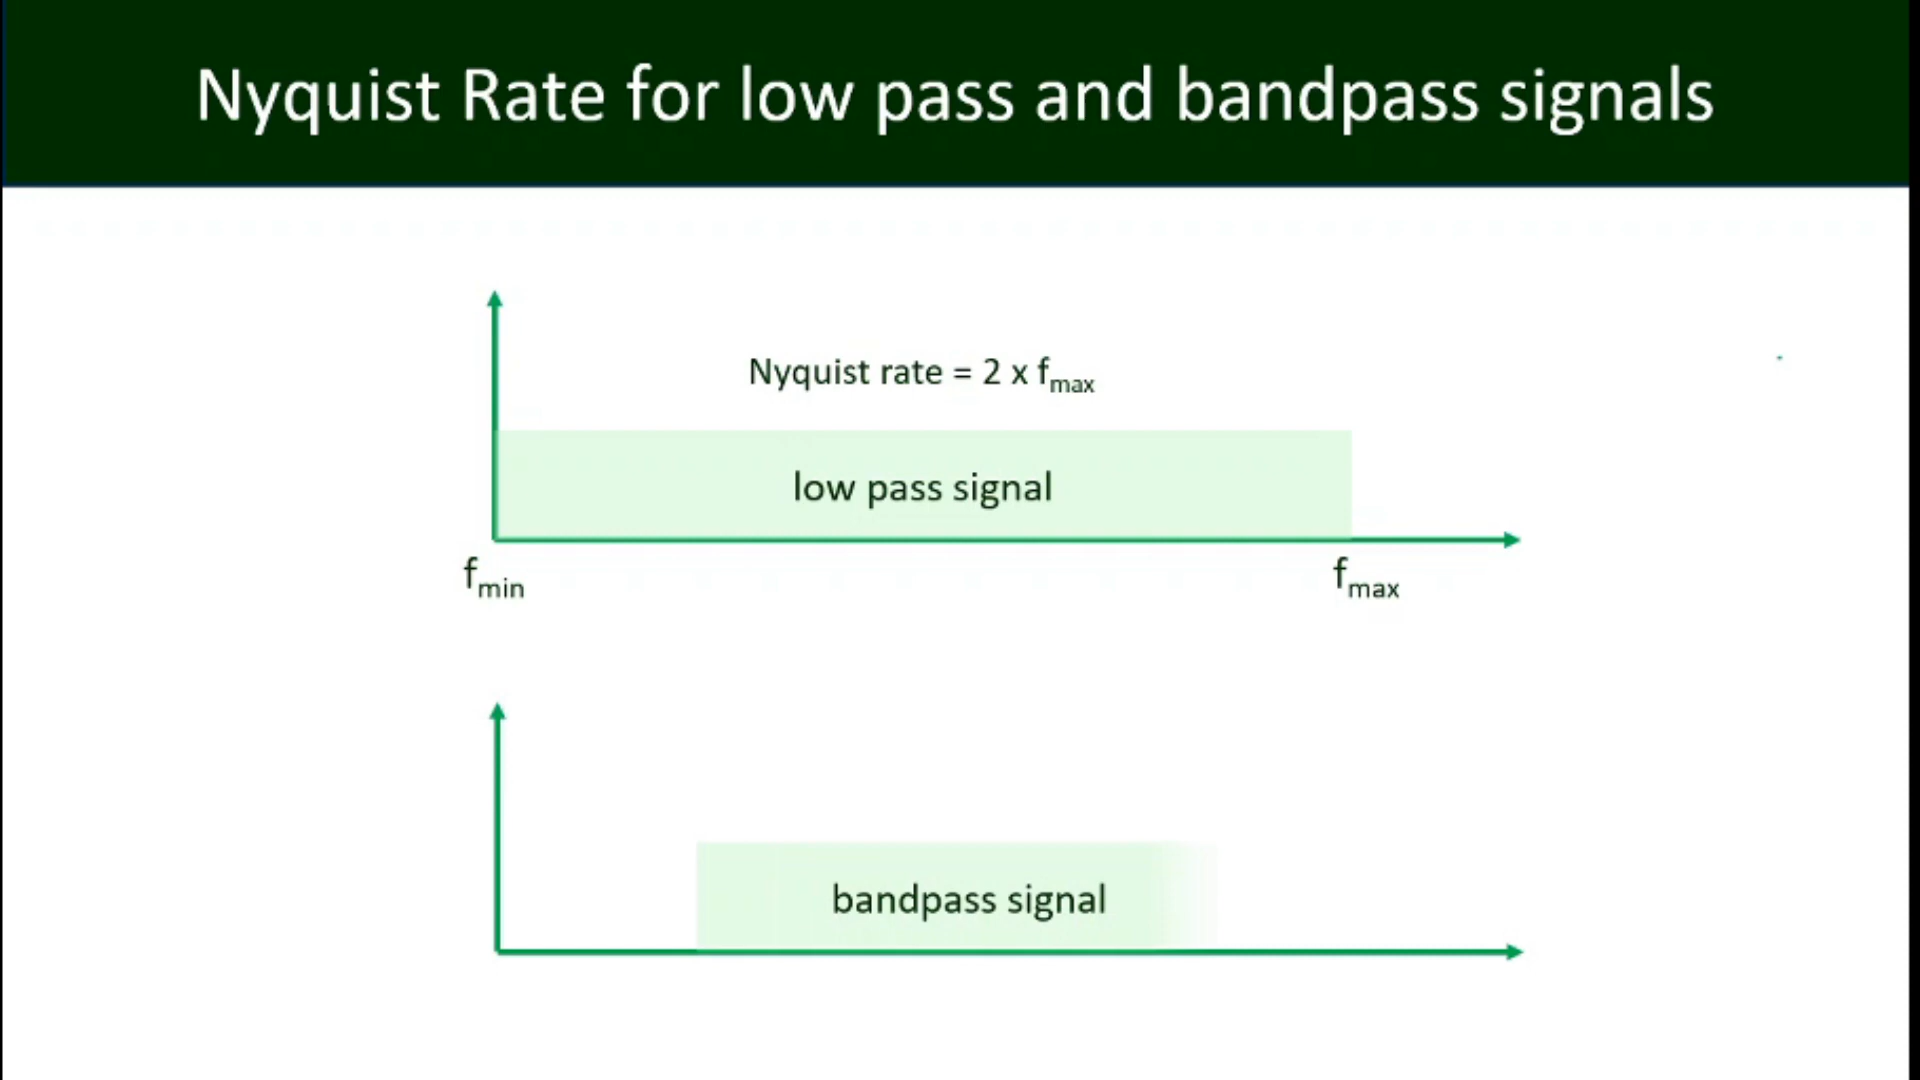 Nyquist Rate for low pass and bandpass signals
Nyquist rate = 2 x fmax
low pass signal
fmin
fmax
bandpass signal